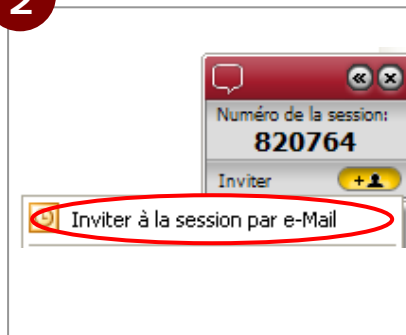 2
Numéro de la session:
820764
Inviter
Inviter à la session par e-Mail